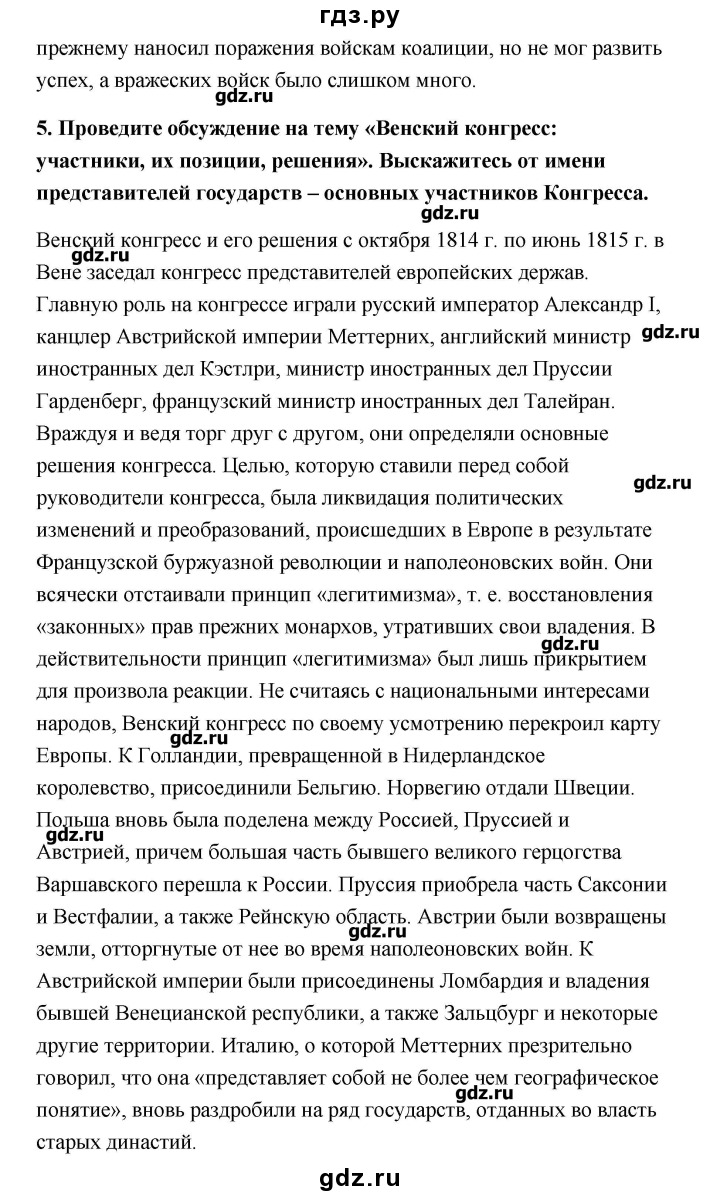 гдз.ру
прежнему наносил поражения войскам коалиции, но не мог развить
успех, а вражеских войск было слишком много.
gdz.ru
5. Проведите обсуждение на тему «Венский конгресс:
участники, их позиции, решения». Выскажитесь от имени
представителей государств – основных участников Конгресса.
gdz.ru
Венский конгресс и его решения с октября 1814 г. по июнь 1815 г. в
gdz.ru
Вене заседал конгресс представителей европейских держав.
Главную роль на конгрессе играли русский император Александр I,
канцлер Австрийской империи Меттерних, английский министр
gdz.ru
иностранных дел Кэстлри, министр иностранных дел Пруссии
Гарденберг, французский министр иностранных дел Талейран.
Враждуя и ведя торг друг с другом, они определяли основные
решения конгресса. Целью, которую ставили перед собой
gdz.ru
руководители конгресса, была ликвидация политических
изменений и преобразований, происшедших в Европе в результате
Французской буржуазной революции и наполеоновских войн. Они
всячески отстаивали принцип «легитимизма», т. е. восстановления
«законных» прав прежних монархов, утративших свои владения. В
gdz.ru
действительности принцип «легитимизма» был лишь прикрытием
для произвола реакции. Не считаясь с национальными интересами
народов, Венский конгресс по своему усмотрению перекроил карту
gdz.ru
Европы. К Голландии, превращенной в Нидерландское
королевство, присоединили Бельгию. Норвегию отдали Швеции.
Польша вновь была поделена между Россией, Пруссией и
gdz.ru
Австрией, причем большая часть бывшего великого герцогства
Варшавского перешла к России. Пруссия приобрела часть Саксонии
и Вестфалии, а также Рейнскую область. Австрии были возвращены
gdz.ru
земли, отторгнутые от нее во время наполеоновских войн. К
Австрийской империи были присоединены Ломбардия и владения
бывшей Венецианской республики, а также Зальцбург и некоторые
другие территории. Италию, о которой Меттерних презрительно
говорил, что она «представляет собой не более чем географическое
gdz.ru
понятие», вновь раздробили на ряд государств, отданных во власть
старых династий.
gdz.ru